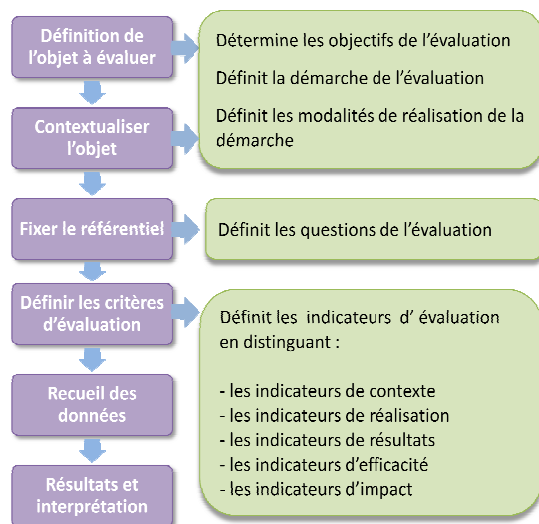 Définition de
l'objet à évaluer
Détermine les objectifs de l'évaluation
Définit la démarche de l'évaluation
Définit les modalités de réalisation de la
démarche
Contextualiser
l'objet
Fixer le référentiel
Définit les questions de l'évaluation
Définir les critères
d'évaluation
Définit les indicateurs d' évaluation
en distinguant :
- les indicateurs de contexte
- les indicateurs de réalisation
- les indicateurs de résultats
- les indicateurs d'efficacité
- les indicateurs d'impact
Recueil des
données
Résultats et
interprétation